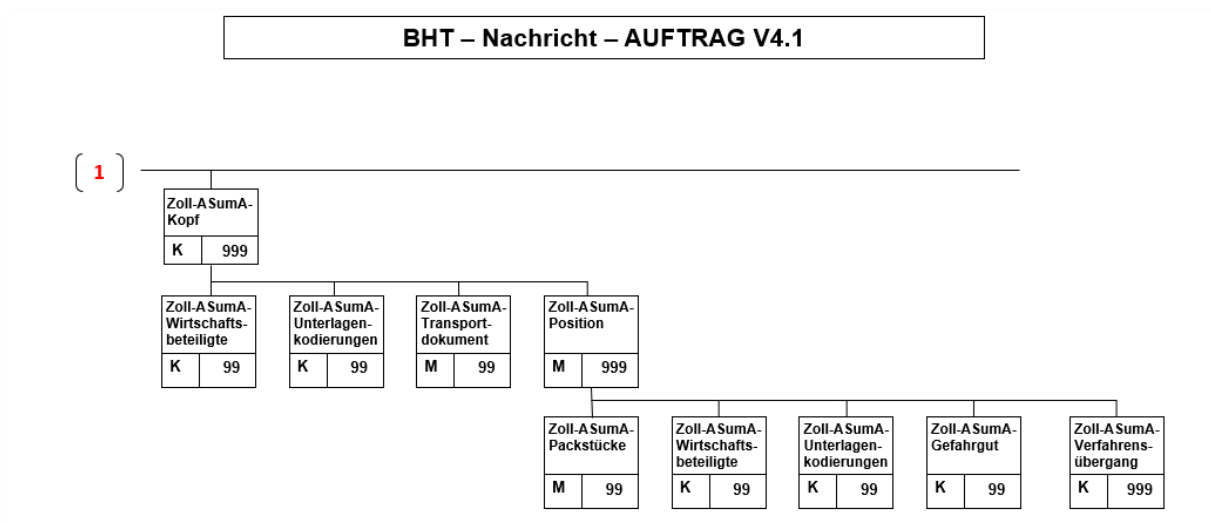 BHT – Nachricht – AUFTRAG V4.1
1
Zoll-ASumA-
Kopf
K 999
Zoll-ASumA-
Wirtschafts-
beteiligte
K 99
Zoll-ASumA-
Unterlagen-
kodierungen
K 99
Zoll-ASumA-
Transport-
dokument
M 99
Zoll-ASumA-
Position
M 999
Zoll-ASumA-
Packstücke
M 99
Zoll-ASumA-
Wirtschafts-
beteiligte
K 99
Zoll-ASumA-
Unterlagen-
kodierungen
K 99
Zoll-ASumA-
Gefahrgut
K 99
Zoll-ASumA-
Verfahrens-
übergang
K 999